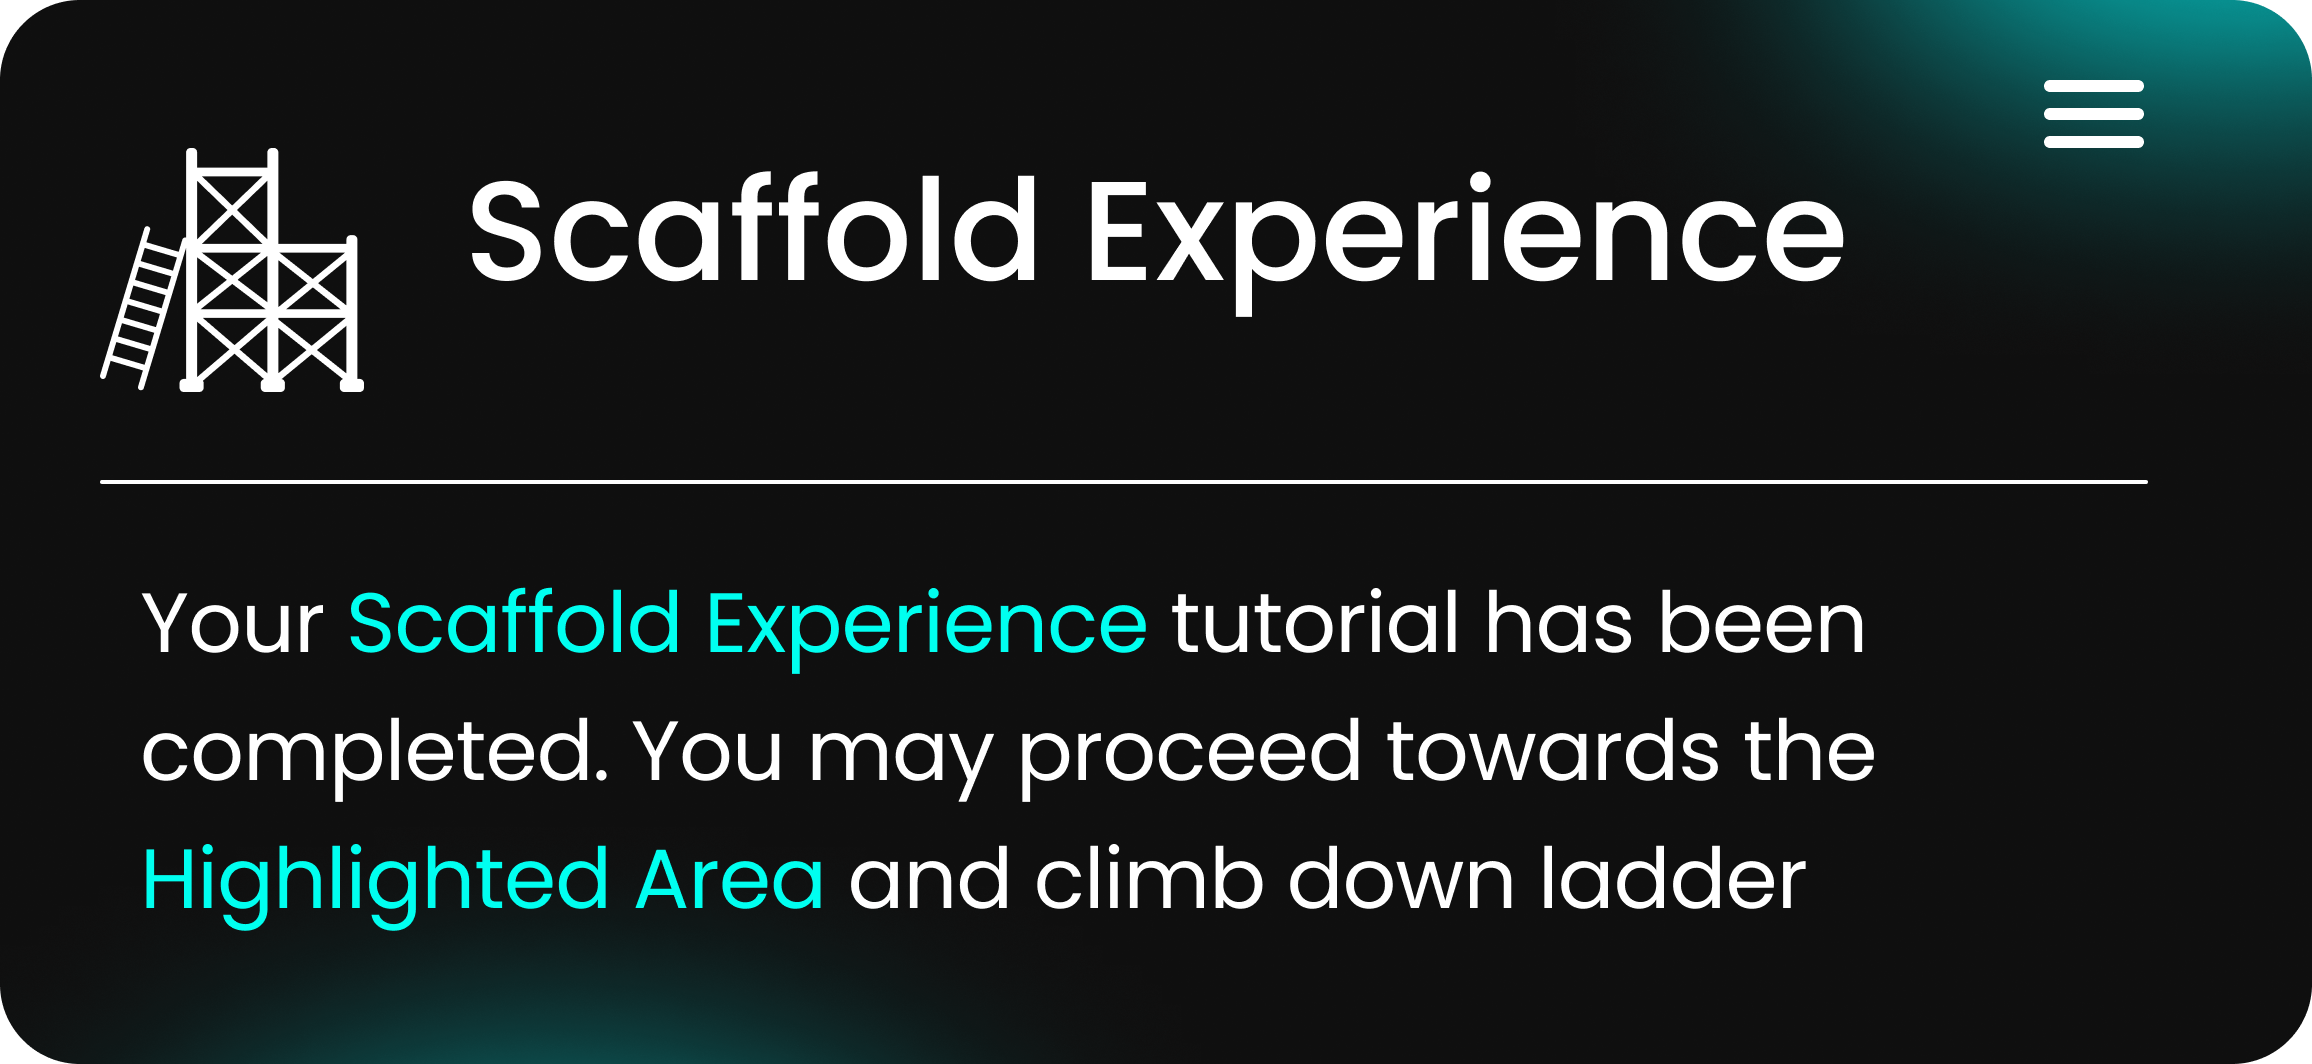 Scaffold Experience
Your Scaffold Experience tutorial has been
completed. You may proceed towards the
Highlighted Area and climb down ladder